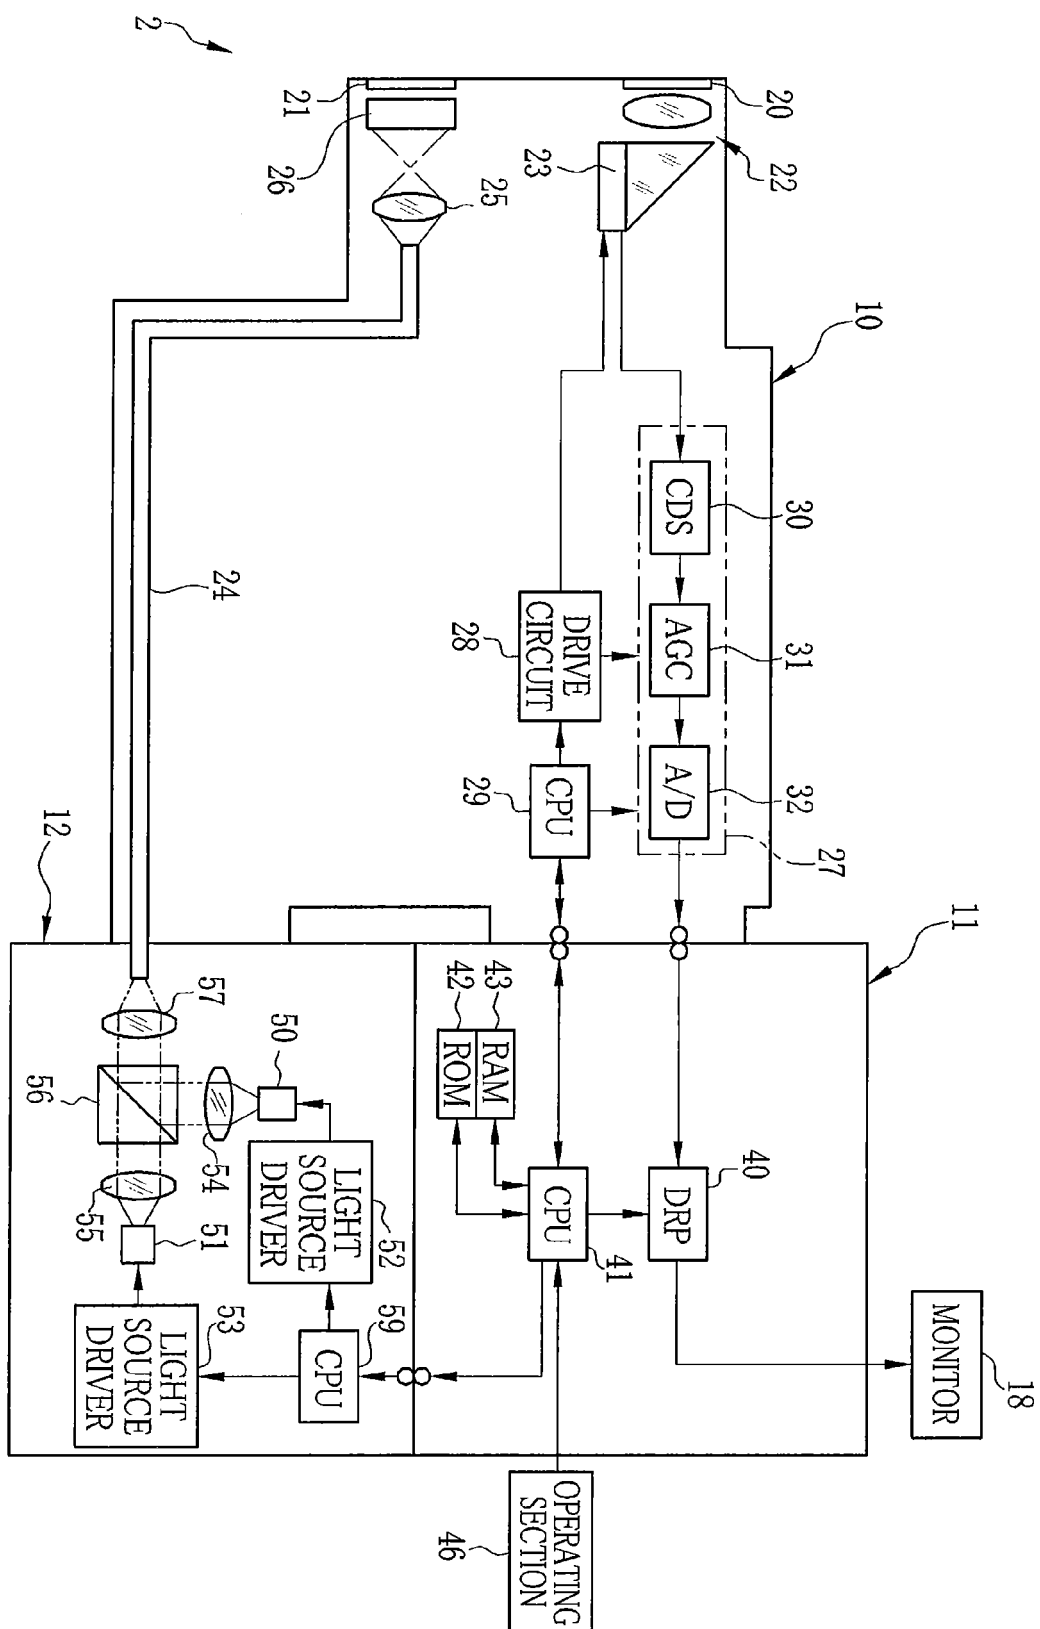 2
10
11
12
18
MONITOR
20
21
22
23
24
25
26
27
30
CDS
31
AGC
32
A/D
DRIVE
CIRCUIT
28
CPU
29
40
DRP
CPU
41
43
RAM
42
ROM
OPERATING
SECTION
46
50
51
LIGHT
SOURCE
DRIVER
52
LIGHT
SOURCE
DRIVER
53
54
55
56
57
59
CPU